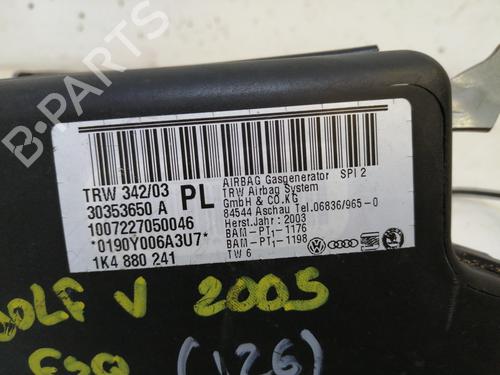 B-PARTS
TRW 342/03 PL
30353650 A
1007227050046
*0190Y006A3U7*
1K4 880 241
AIRBAG Gasgenerator SPI 2
TRW Airbag System
GmbH & CO.KG
84544 Aschau Tel.06836/965-0
Herst.Jahr: 2003
BAM-PT1-1176
BAM-PT1-1198
TW 6
GOLF V 2005
ESQ (126)